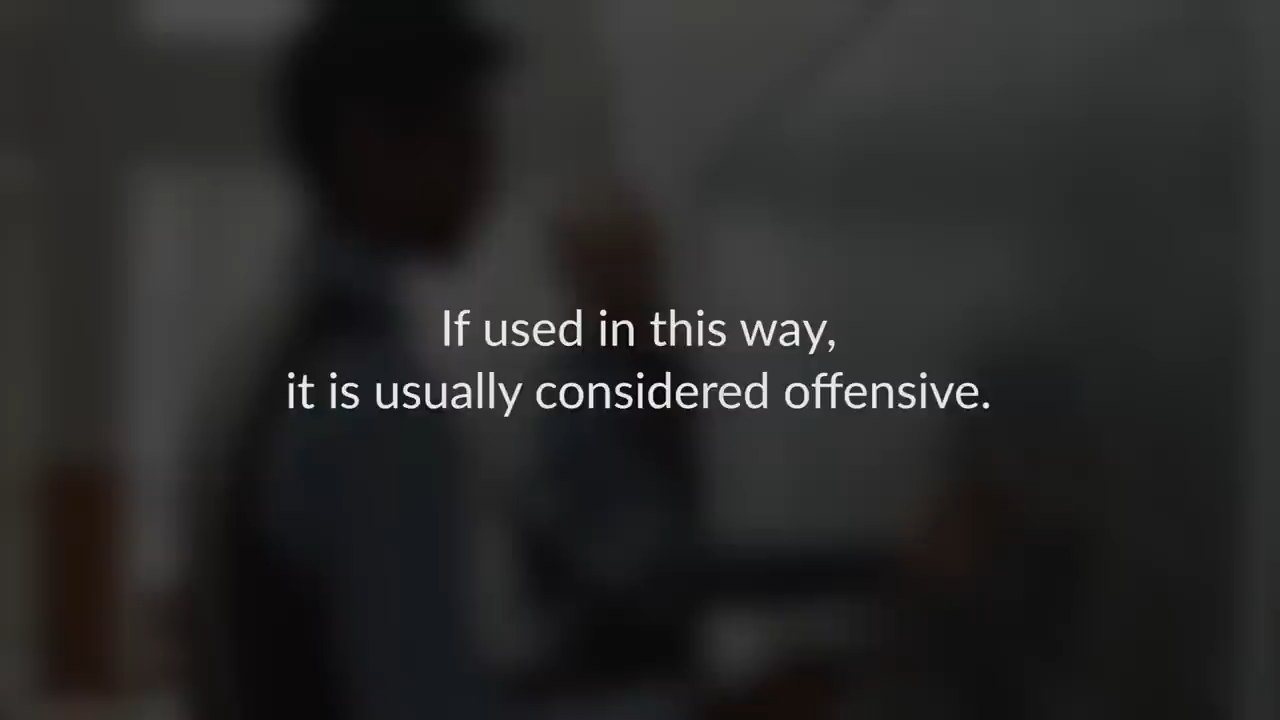 If used in this way,
it is usually considered offensive.